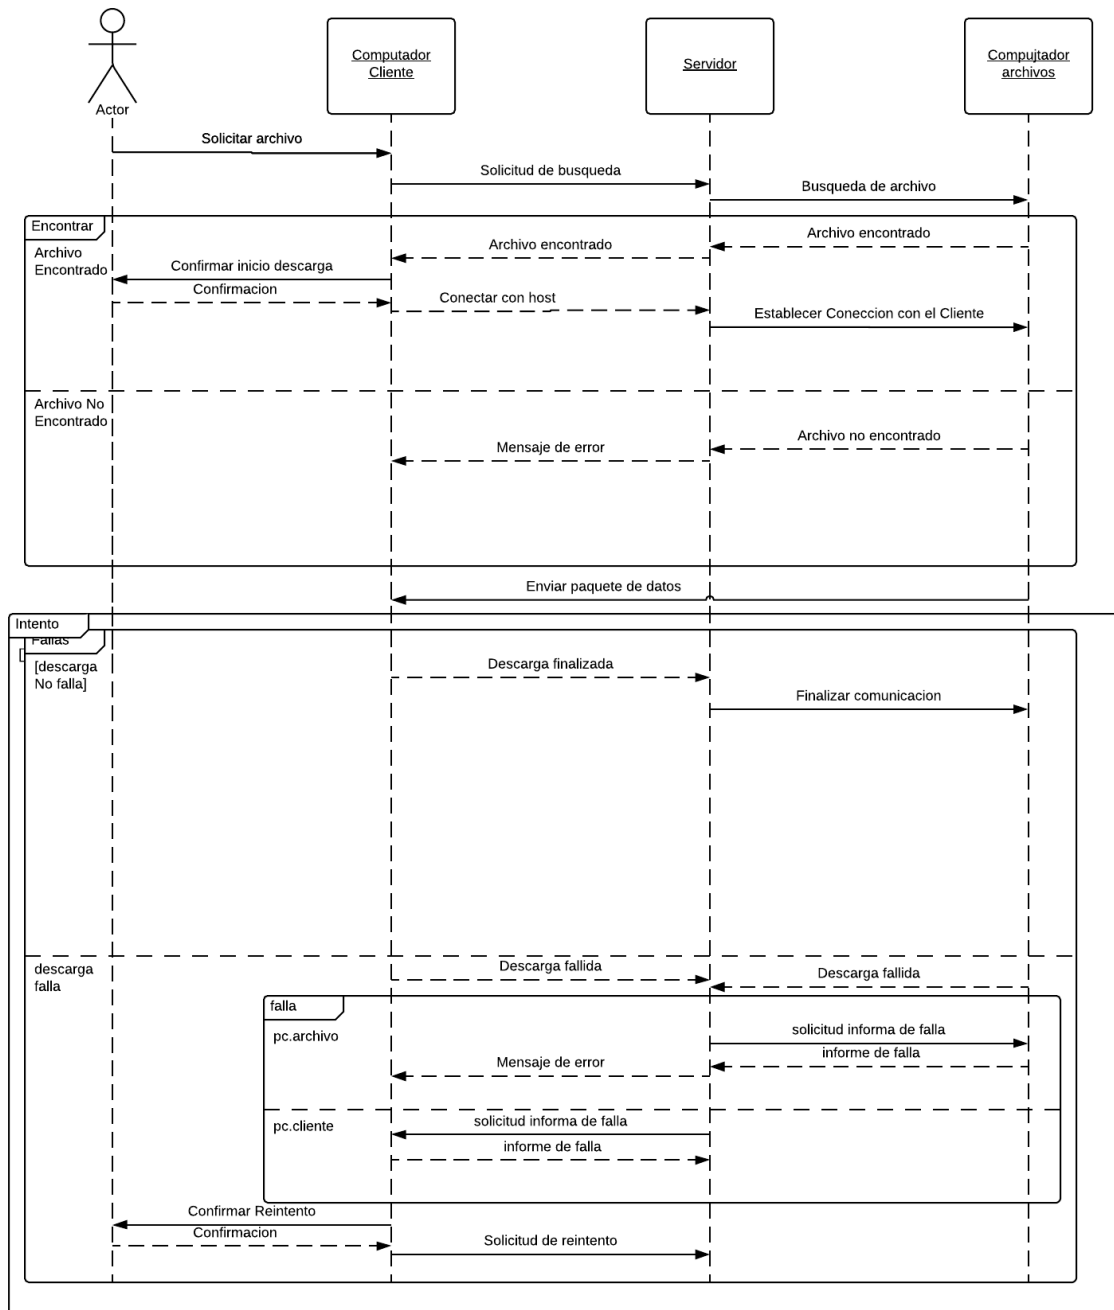 Actor
Computador
Cliente
Servidor
Compujtador
archivos
Solicitar archivo
Solicitud de busqueda
Busqueda de archivo
Encontrar
Archivo
Encontrado
Archivo encontrado
Archivo encontrado
Confirmar inicio descarga
Confirmacion
Conectar con host
Establecer Coneccion con el Cliente
Archivo No
Encontrado
Archivo no encontrado
Mensaje de error
Enviar paquete de datos
Intento
Fallas
[descarga
No falla]
Descarga finalizada
Finalizar comunicacion
descarga
falla
Descarga fallida
Descarga fallida
falla
pc.archivo
solicitud informa de falla
informe de falla
Mensaje de error
pc.cliente
solicitud informa de falla
informe de falla
Confirmar Reintento
Confirmacion
Solicitud de reintento